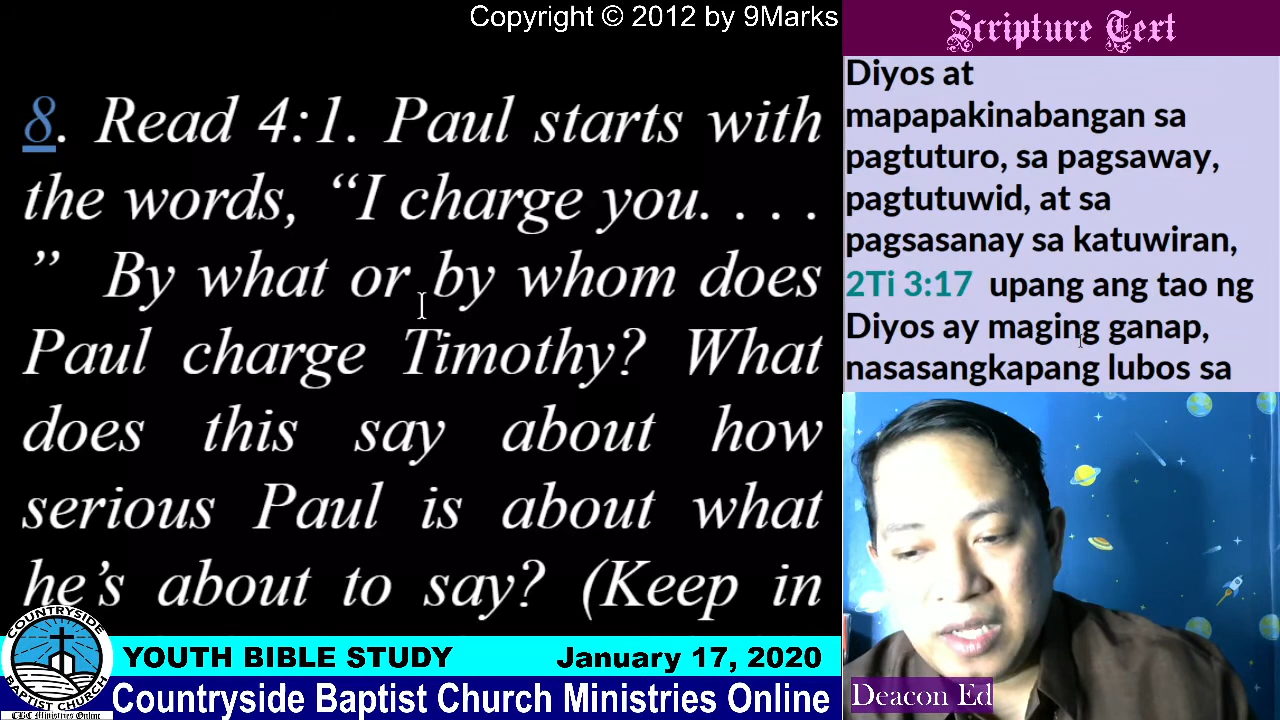 Copyright © 2012 by 9Marks
8. Read 4:1. Paul starts with
the words, “I charge you. . . .
” By what or by whom does
Paul charge Timothy? What
does this say about how
serious Paul is about what
he’s about to say? (Keep in
Scripture Text
Diyos at
mapapakinabangan sa
pagtuturo, sa pagsaway,
pagtutuwid, at sa
pagsasanay sa katuwiran,
2Ti 3:17 upang ang tao ng
Diyos ay maging ganap,
nasasangkapang lubos sa
Deacon Ed
COUNTRYSIDE
BAPTIST CHURCH
CBC Ministries Online
YOUTH BIBLE STUDY January 17, 2020
Countryside Baptist Church Ministries Online